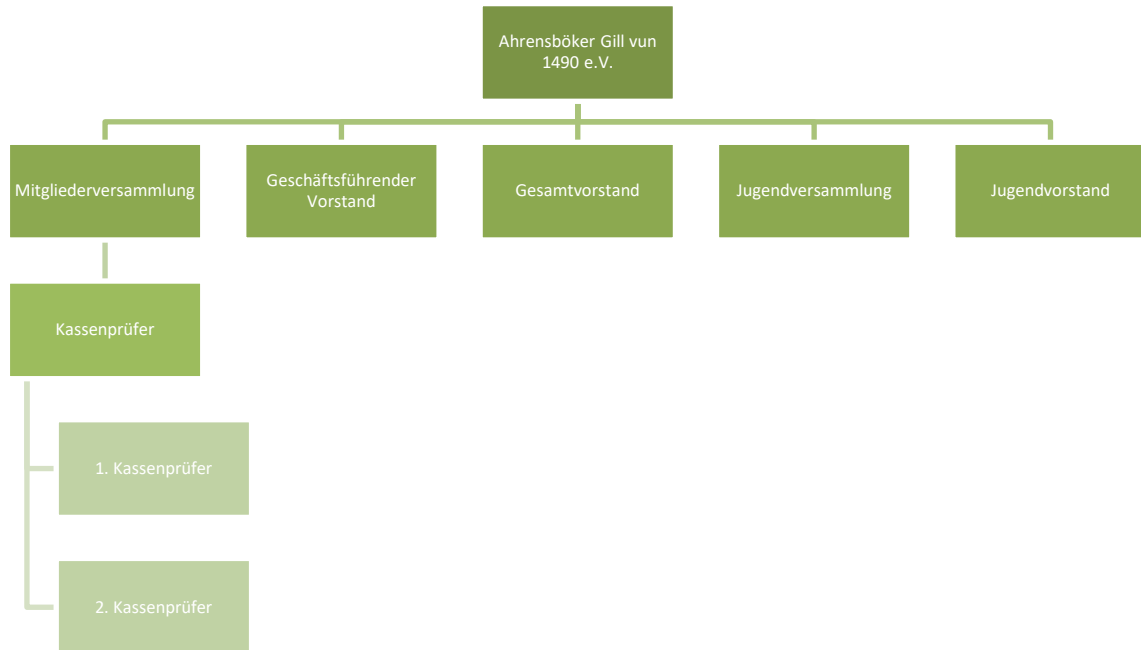 Ahrensböker Gill vun
1490 e.V.
Mitgliederversammlung
Geschäftsführender
Vorstand
Gesamtvorstand
Jugendversammlung
Jugendvorstand
Kassenprüfer
1. Kassenprüfer
2. Kassenprüfer